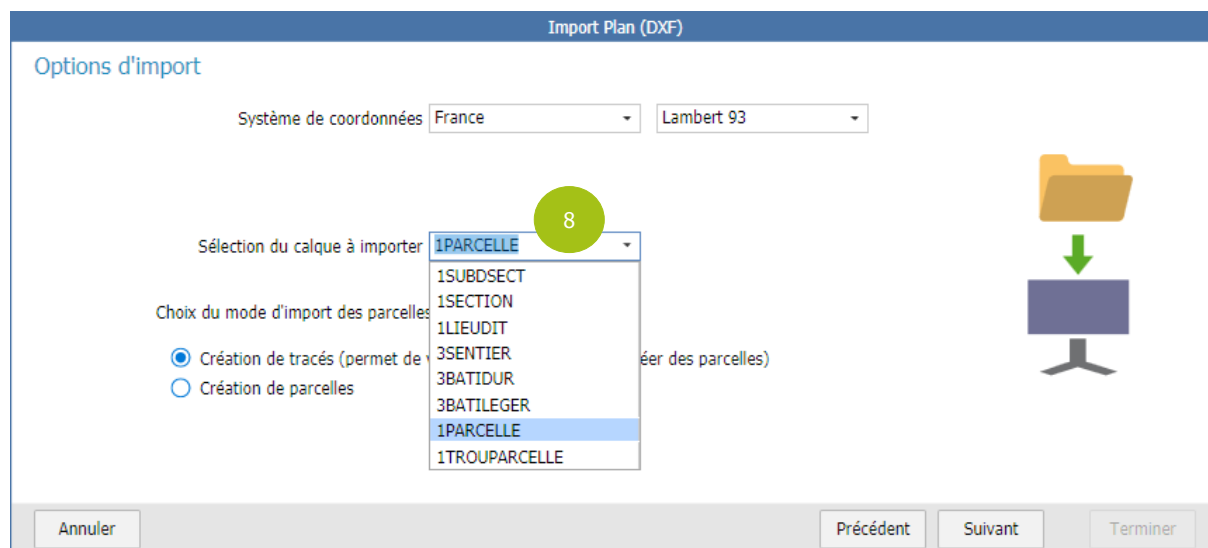 Import Plan (DXF)
Options d'import
Système de coordonnées France Lambert 93
8
Sélection du calque à importer 1PARCELLE
1SUBDSECT
1SECTION
1LIEUDIT
3SENTIER
3BATIDUR
3BATILEGER
1PARCELLE
1TROUPARCELLE
Choix du mode d'import des parcelles
Création de tracés (permet de éer des parcelles)
Création de parcelles
Annuler Précédent Suivant Terminer